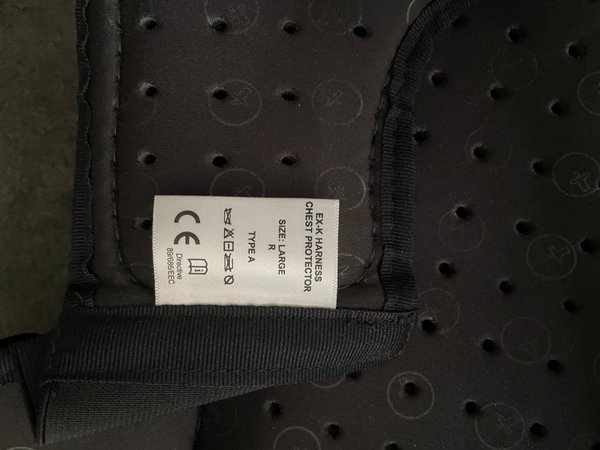 EX-K HARNESS
CHEST PROTECTOR
SIZE: LARGE
R
TYPE A
CE
Directive
89/686/EEC